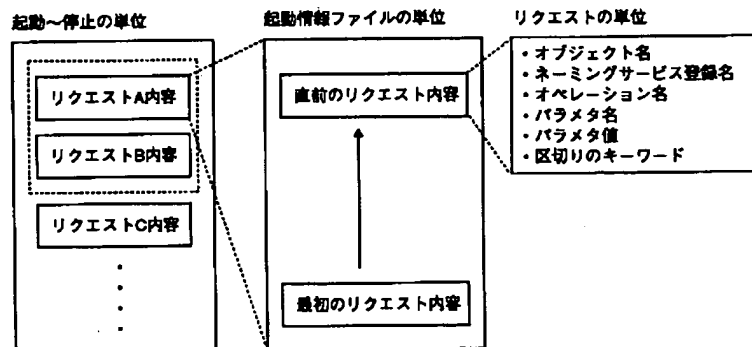 起動～停止の単位
リクエストA内容
リクエストB内容
リクエストC内容
起動情報ファイルの単位
直前のリクエスト内容
最初のリクエスト内容
リクエストの単位
・オブジェクト名
・ネーミングサービス登録名
・オペレーション名
・パラメタ名
・パラメタ値
・区切りのキーワード